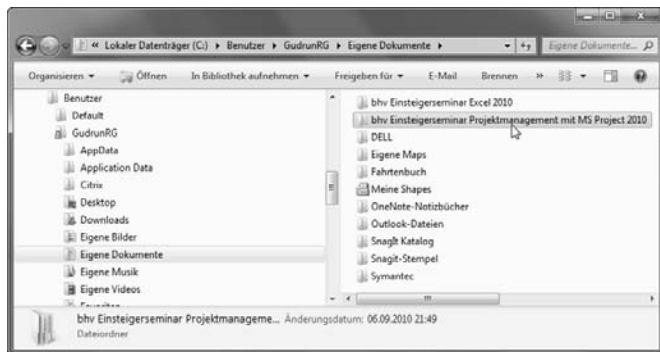 « Lokaler Datenträger (C:) ▸ Benutzer ▸ GudrunRG ▸ Eigene Dokumente ▸ Eigene Dokumente...
Organisieren Öffnen In Bibliothek aufnehmen Freigeben für E-Mail Brennen »
Benutzer
Default
GudrunRG
AppData
Application Data
Citrix
Desktop
Downloads
Eigene Bilder
Eigene Dokumente
Eigene Musik
Eigene Videos
bhv Einsteigerseminar Excel 2010
bhv Einsteigerseminar Projektmanagement mit MS Project 2010
DELL
Eigene Maps
Fahrtenbuch
Meine Shapes
OneNote-Notizbücher
Outlook-Dateien
SnagIt Katalog
Snagit-Stempel
Symantec
bhv Einsteigerseminar Projektmanageme... Änderungsdatum: 06.09.2010 21:49
Dateiordner